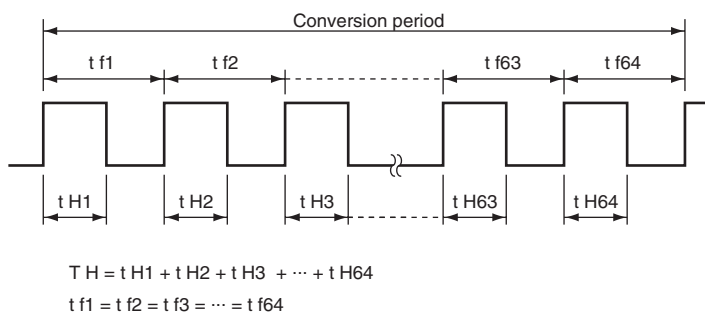 Conversion period
t f1 t f2 t f63 t f64
t H1 t H2 t H3 t H63 t H64
T H = t H1 + t H2 + t H3 + ··· + t H64
t f1 = t f2 = t f3 = ··· = t f64